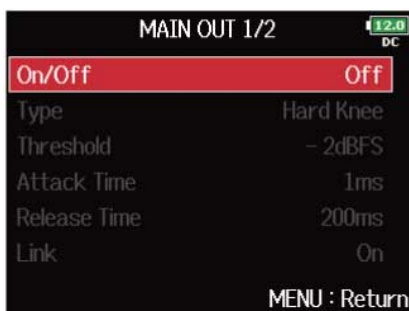 MAIN OUT 1/2
12.0
DC
On/Off Off
Type Hard Knee
Threshold - 2dBFS
Attack Time 1ms
Release Time 200ms
Link On
MENU : Return